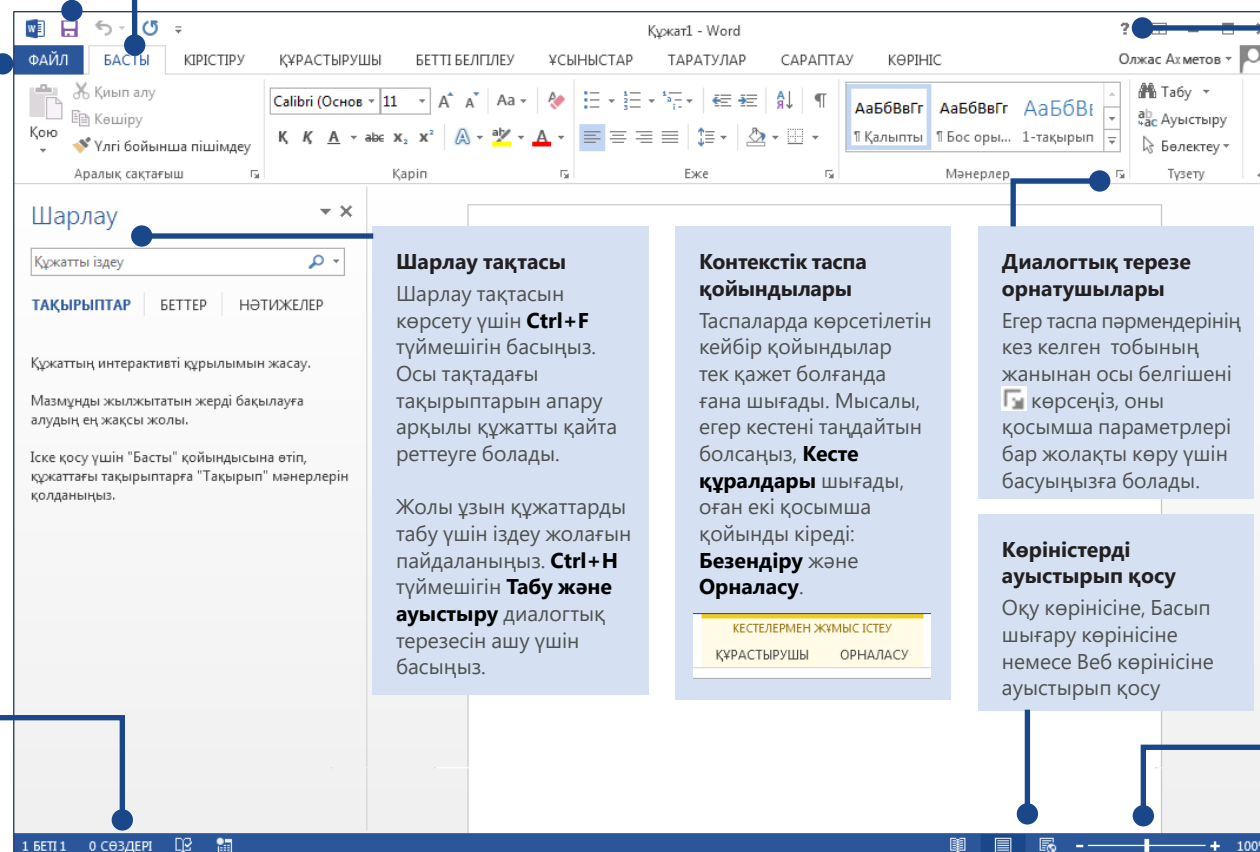 Құжат1 - Word
?
ФАЙЛ БАСТЫ КІРІСТІРУ ҚҰРАСТЫРУШЫ БЕТТІ БЕЛГІЛЕУ ҰСЫНЫСТАР ТАРАТУЛАР САРАПТАУ КӨРІНІС Олжас Ахметов
Қиып алу
Көшіру
Қою
Үлгі бойынша пішімдеу
Аралық сақтағыш
Calibri (Основ 11
Қаріп
Еже
АаБбВвГг АаБбВвГг АаБбВв
¶ Қалыпты ¶ Бос оры... 1-тақырып
Мәнерлер
Табу
Ауыстыру
Бөлектеу
Түзету
Шарлау
Құжатты іздеу
ТАҚЫРЫПТАР БЕТТЕР НӘТИЖЕЛЕР
Құжаттың интерактивті құрылымын жасау.
Мазмұнды жылжытатын жерді бақылауға
алудың ең жақсы жолы.
Іске қосу үшін "Басты" қойындысына өтіп,
құжаттағы тақырыптарға "Тақырып" мәнерлерін
қолданыңыз.
Шарлау тақтасы
Шарлау тақтасын
көрсету үшін Ctrl+F
түймешігін басыңыз.
Осы тақтадағы
тақырыптарын апару
арқылы құжатты қайта
реттеуге болады.
Жолы ұзын құжаттарды
табу үшін іздеу жолағын
пайдаланыңыз. Ctrl+H
түймешігін Табу және
ауыстыру диалогтық
терезесін ашу үшін
басыңыз.
Контекстік таспа
қойындылары
Таспаларда көрсетілетін
кейбір қойындылар
тек қажет болғанда
ғана шығады. Мысалы,
егер кестені таңдайтын
болсаңыз, Кесте
құралдары шығады,
оған екі қосымша
қойынды кіреді:
Безендіру және
Орналасу.
КЕСТЕЛЕРМЕН ЖҰМЫС ІСТЕУ
ҚҰРАСТЫРУШЫ ОРНАЛАСУ
Диалогтық терезе
орнатушылары
Егер таспа пәрмендерінің
кез келген тобының
жанынан осы белгішені
көрсеңіз, оны
қосымша параметрлері
бар жолақты көру үшін
басуыңызға болады.
Көріністерді
ауыстырып қосу
Оқу көрінісіне, Басып
шығару көрінісіне
немесе Веб көрінісіне
ауыстырып қосу
1 БЕТІ 1 0 СӨЗДЕРІ 100